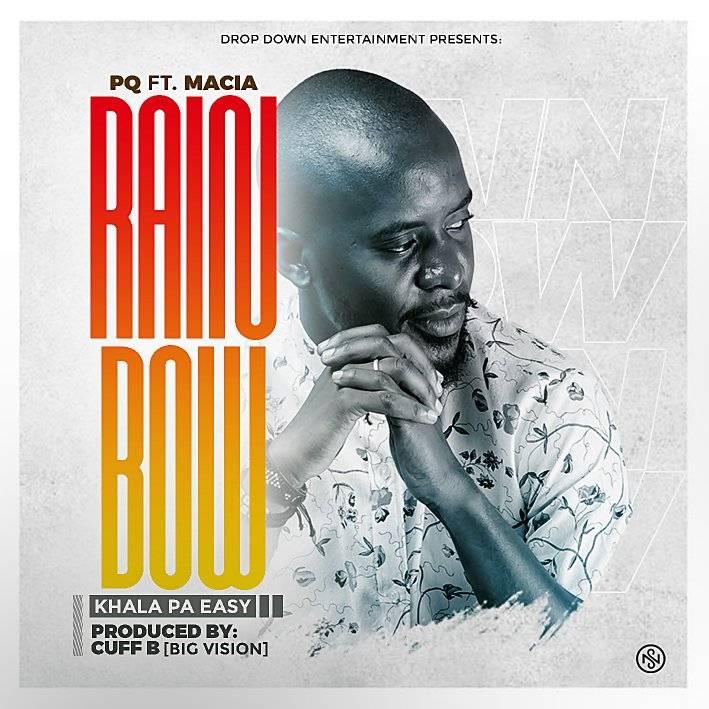 DROP DOWN ENTERTAINMENT PRESENTS:
PQ FT. MACIA
RAIN
BOW
KHALA PA EASY
PRODUCED BY:
CUFF B [BIG VISION]